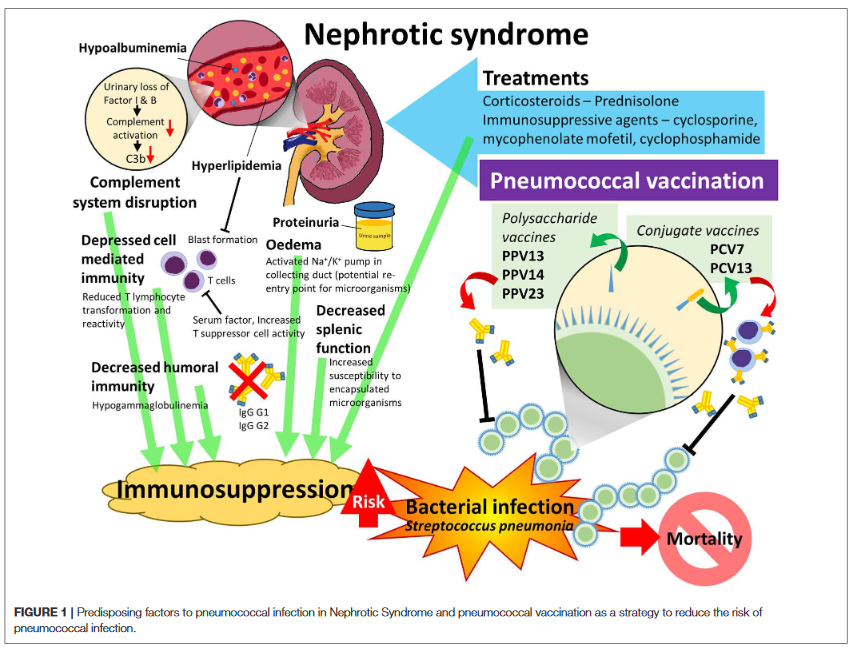 Nephrotic syndrome
Hypoalbuminemia
Urinary loss of
Factor I & B
Complement
activation
C3b
Complement
system disruption
Hyperlipidemia
Treatments
Corticosteroids – Prednisolone
Immunosuppressive agents – cyclosporine,
mycophenolate mofetil, cyclophosphamide
Pneumococcal vaccination
Polysaccharide
vaccines
PPV13
PPV14
PPV23
Conjugate vaccines
PCV7
PCV13
Proteinuria
Urine sample
Oedema
Activated Na⁺/K⁺ pump in
collecting duct (potential re-
entry point for microorganisms)
Depressed cell
mediated
immunity
Reduced T lymphocyte
transformation and
reactivity
Blast formation
T cells
Serum factor, Increased
T suppressor cell activity
Decreased
splenic
function
Increased
susceptibility to
encapsulated
microorganisms
Decreased humoral
immunity
Hypogammaglobulinemia
IgG G1
IgG G2
Immunosuppression
Risk
Bacterial infection
Streptococcus pneumonia
Mortality
FIGURE 1 | Predisposing factors to pneumococcal infection in Nephrotic Syndrome and pneumococcal vaccination as a strategy to reduce the risk of
pneumococcal infection.